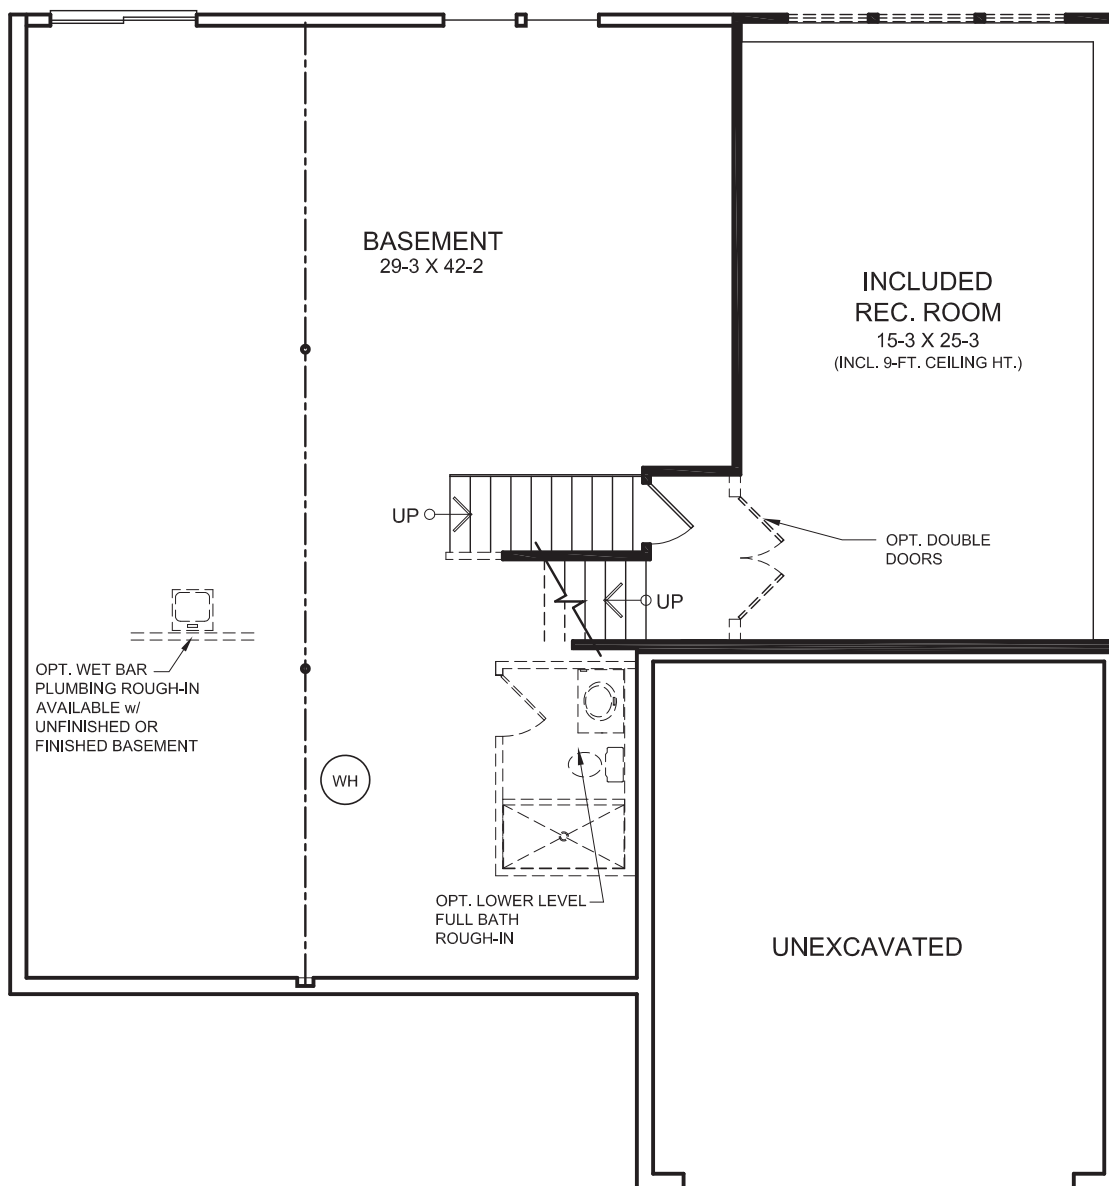 BASEMENT
29-3 X 42-2
INCLUDED
REC. ROOM
15-3 X 25-3
(INCL. 9-FT. CEILING HT.)
UP
OPT. DOUBLE
DOORS
UP
OPT. WET BAR
PLUMBING ROUGH-IN
AVAILABLE w/
UNFINISHED OR
FINISHED BASEMENT
WH
OPT. LOWER LEVEL
FULL BATH
ROUGH-IN
UNEXCAVATED